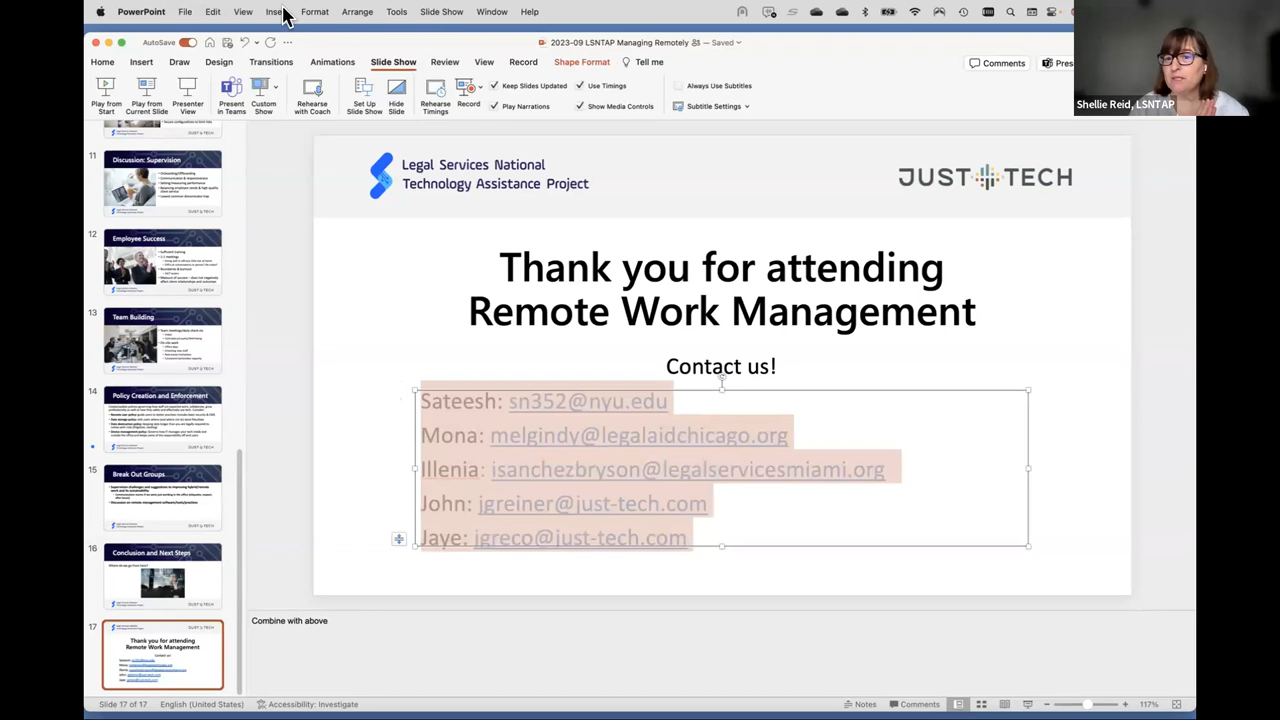 PowerPoint File Edit View Insert Format Arrange Tools Slide Show Window Help
AutoSave
2023-09 LSNTAP Managing Remotely
— Saved
Home Insert Draw Design Transitions Animations Slide Show Review View Record Shape Format Tell me
Comments
Play from Start
Play from Current Slide
Presenter View
Present in Teams
Custom Show
Rehearse with Coach
Set Up Slide Show
Hide Slide
Rehearse Timings
Record
Keep Slides Updated
Use Timings
Always Use Subtitles
Play Narrations
Show Media Controls
Subtitle Settings
Shellie Reid, LSNTAP
11
Discussion: Supervision
12
Employee Success
13
Team Building
14
Policy Creation and Enforcement
15
Break Out Groups
16
Conclusion and Next Steps
Where do we go from here?
17
Thank you for attending
Remote Work Management
Contact us!
Legal Services National
Technology Assistance Project
JUST TECH
Thank you for attending
Remote Work Management
Contact us!
Sateesh: sn352@nyu.edu
Illenia:
John: jgreiner@just-tech.com
Jaye: jgreco@just-tech.com
Combine with above
Slide 17 of 17 English (United States) Accessibility: Investigate
Notes Comments 117%